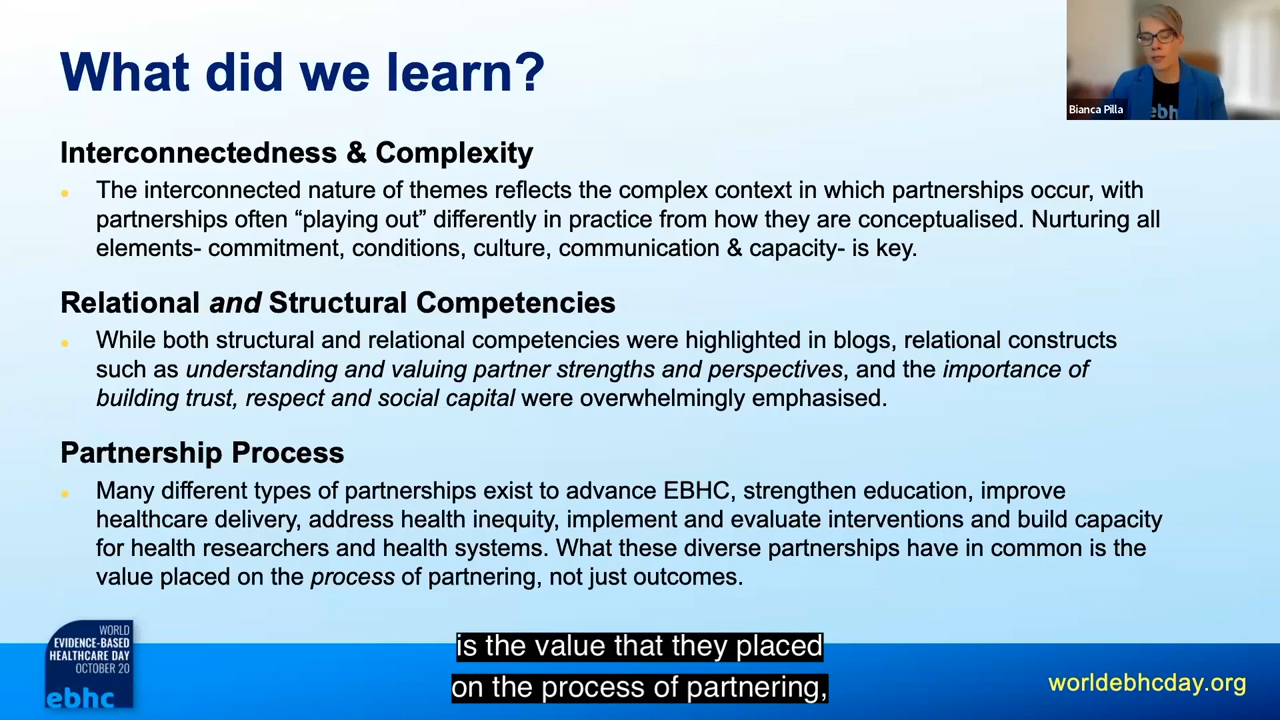 What did we learn?
Bianca Pilla
ebh
Interconnectedness & Complexity
• The interconnected nature of themes reflects the complex context in which partnerships occur, with
partnerships often “playing out” differently in practice from how they are conceptualised. Nurturing all
elements- commitment, conditions, culture, communication & capacity- is key.
Relational and Structural Competencies
• While both structural and relational competencies were highlighted in blogs, relational constructs
such as understanding and valuing partner strengths and perspectives, and the importance of
building trust, respect and social capital were overwhelmingly emphasised.
Partnership Process
• Many different types of partnerships exist to advance EBHC, strengthen education, improve
healthcare delivery, address health inequity, implement and evaluate interventions and build capacity
for health researchers and health systems. What these diverse partnerships have in common is the
value placed on the process of partnering, not just outcomes.
WORLD
EVIDENCE-BASED
HEALTHCARE DAY
OCTOBER 20
ebhc
is the value that they placed
on the process of partnering,
worldebhcday.org